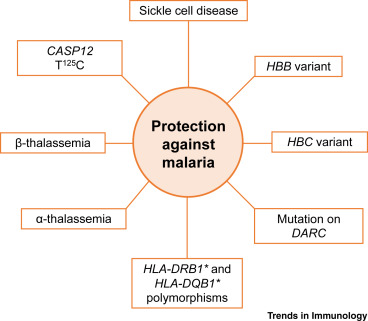 Sickle cell disease
CASP12
T¹²⁵C
HBB variant
β-thalassemia
Protection
against
malaria
HBC variant
α-thalassemia
Mutation on
DARC
HLA-DRB1* and
HLA-DQB1*
polymorphisms
Trends in Immunology